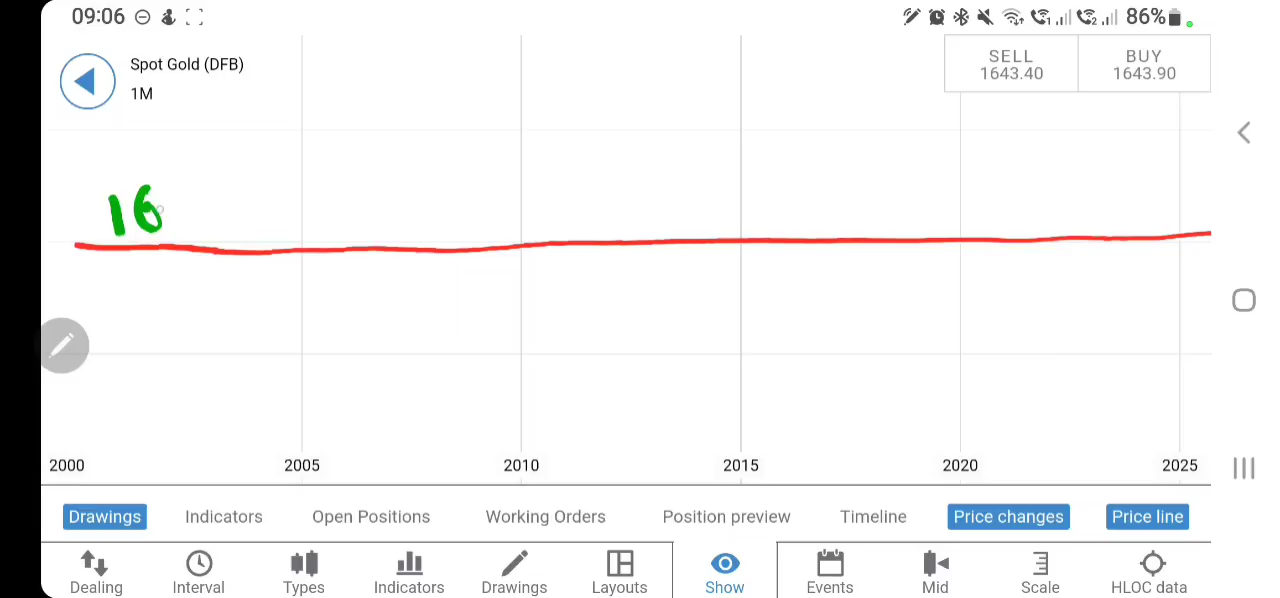 09:06 86%
Spot Gold (DFB)
1M
SELL BUY
1643.40 1643.90
16
2000 2005 2010 2015 2020 2025
Drawings Indicators Open Positions Working Orders Position preview Timeline Price changes Price line
Dealing Interval Types Indicators Drawings Layouts Show Events Mid Scale HLOC data